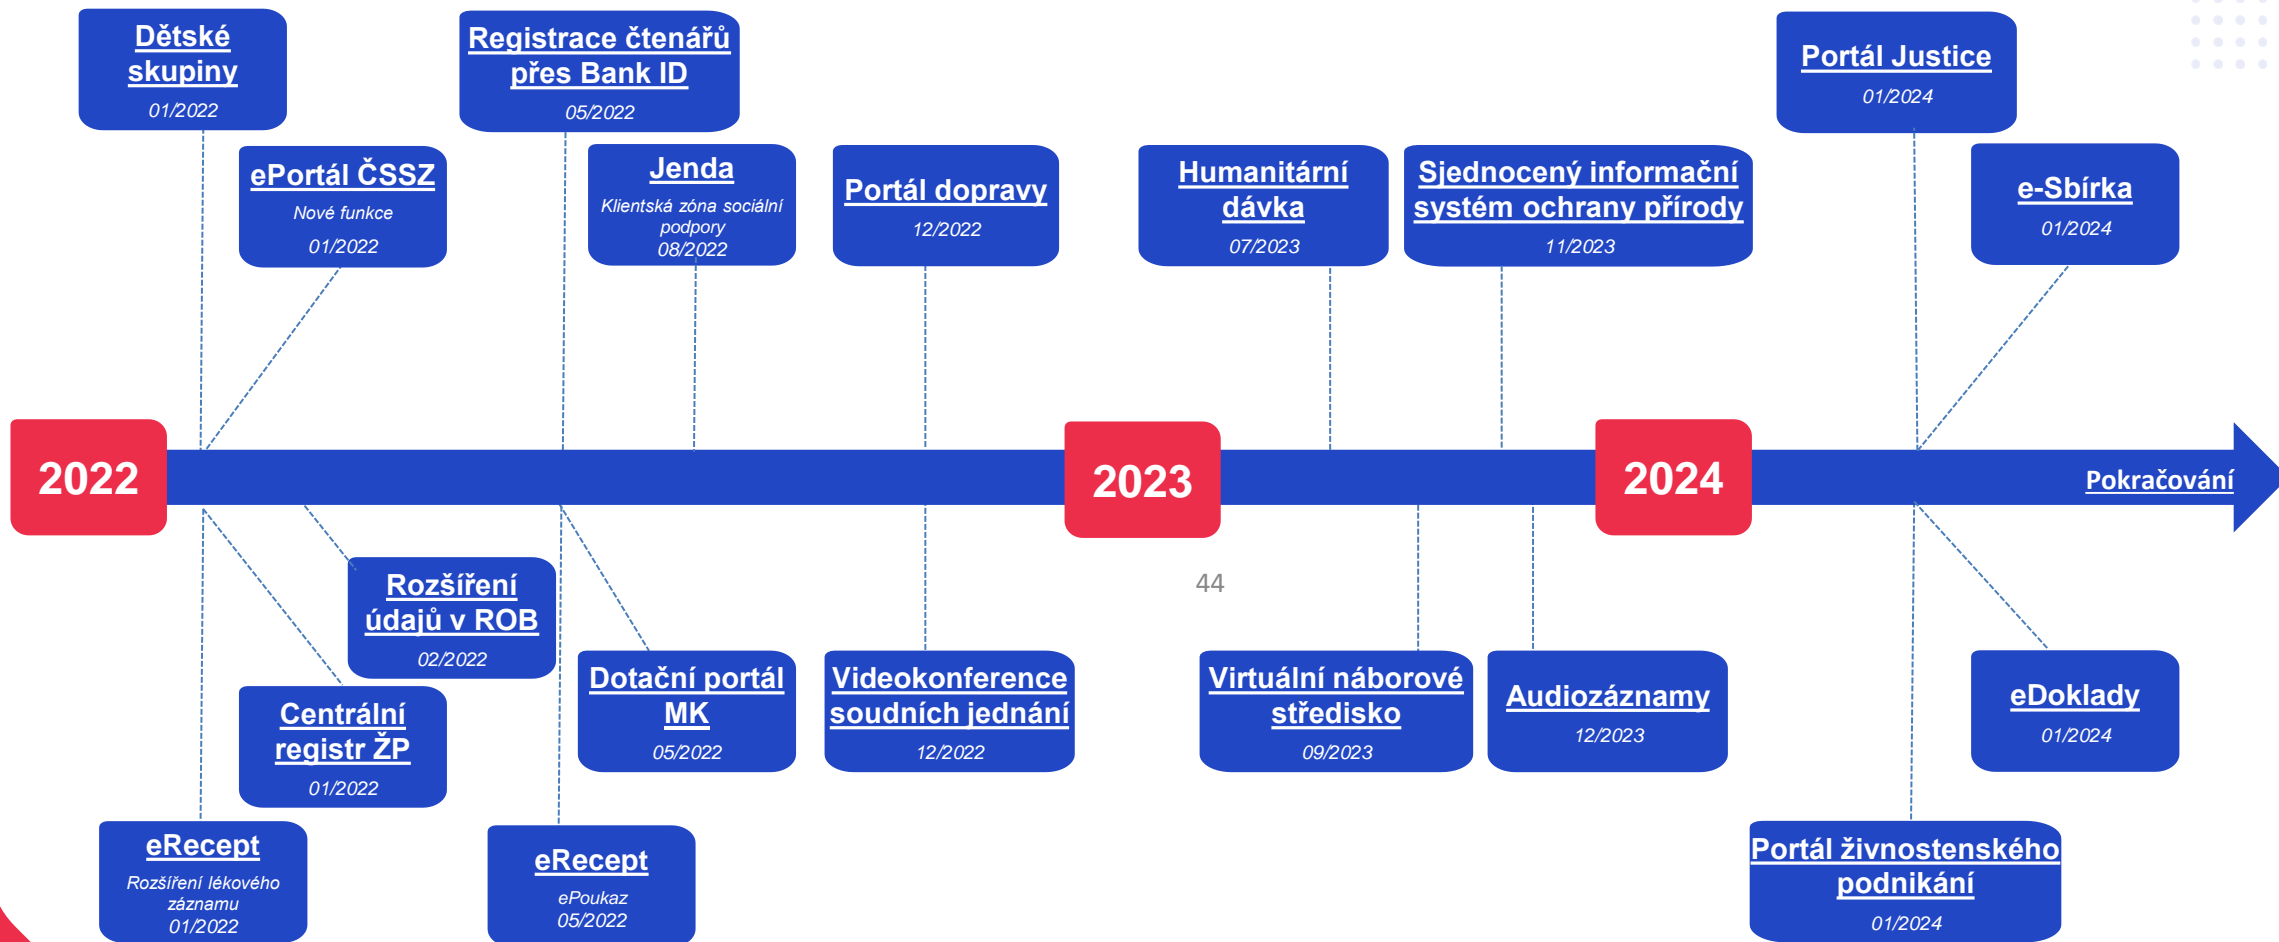 Dětské
skupiny
01/2022
Registrace čtenářů
přes Bank ID
05/2022
Portál Justice
01/2024
ePortál ČSSZ
Nové funkce
01/2022
Jenda
Klientská zóna sociální
podpory
08/2022
Portál dopravy
12/2022
Humanitární
dávka
07/2023
Sjednocený informační
systém ochrany přírody
11/2023
e-Sbírka
01/2024
2022
2023
2024
Pokračování
Rozšíření
údajů v ROB
02/2022
44
Centrální
registr ŽP
01/2022
Dotační portál
MK
05/2022
Videokonference
soudních jednání
12/2022
Virtuální náborové
středisko
09/2023
Audiozáznamy
12/2023
eDoklady
01/2024
eRecept
Rozšíření lékového
záznamu
01/2022
eRecept
ePoukaz
05/2022
Portál živnostenského
podnikání
01/2024